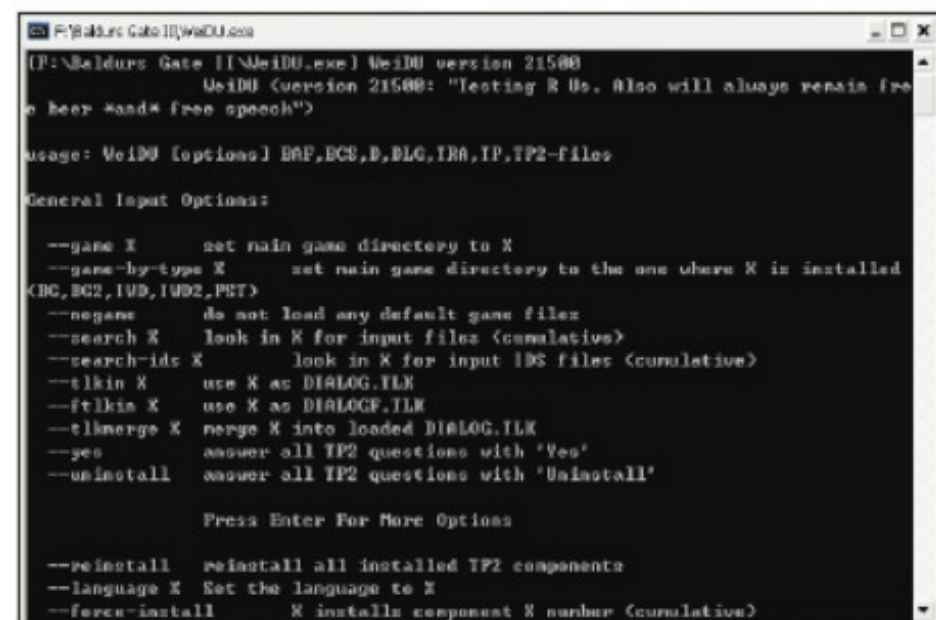 F:\Baldurs Gate II\WeiDU.exe
[F:\Baldurs Gate II\WeiDU.exe] WeiDU version 21500
WeiDU (version 21500: "Testing R Us. Also will always remain fre
e beer *and* free speech")
usage: WeiDU [options] BAF,BCS,D,DLG,TRA,TP,TP2-files
General Input Options:
--game X set main game directory to X
--game-by-type X set main game directory to the one where X is installed
(BG,BG2,IWD,IWD2,PST)
--nogame do not load any default game files
--search X look in X for input files (cumulative)
--search-ids X look in X for input IDS files (cumulative)
--tlkin X use X as DIALOG.TLK
--ftlkin X use X as DIALOGF.TLK
--tlkmerge X merge X into loaded DIALOG.TLK
--yes answer all TP2 questions with 'Yes'
--uninstall answer all TP2 questions with 'Uninstall'
Press Enter For More Options
--reinstall reinstall all installed TP2 components
--language X Set the language to X
--force-install X installs component X number (cumulative)